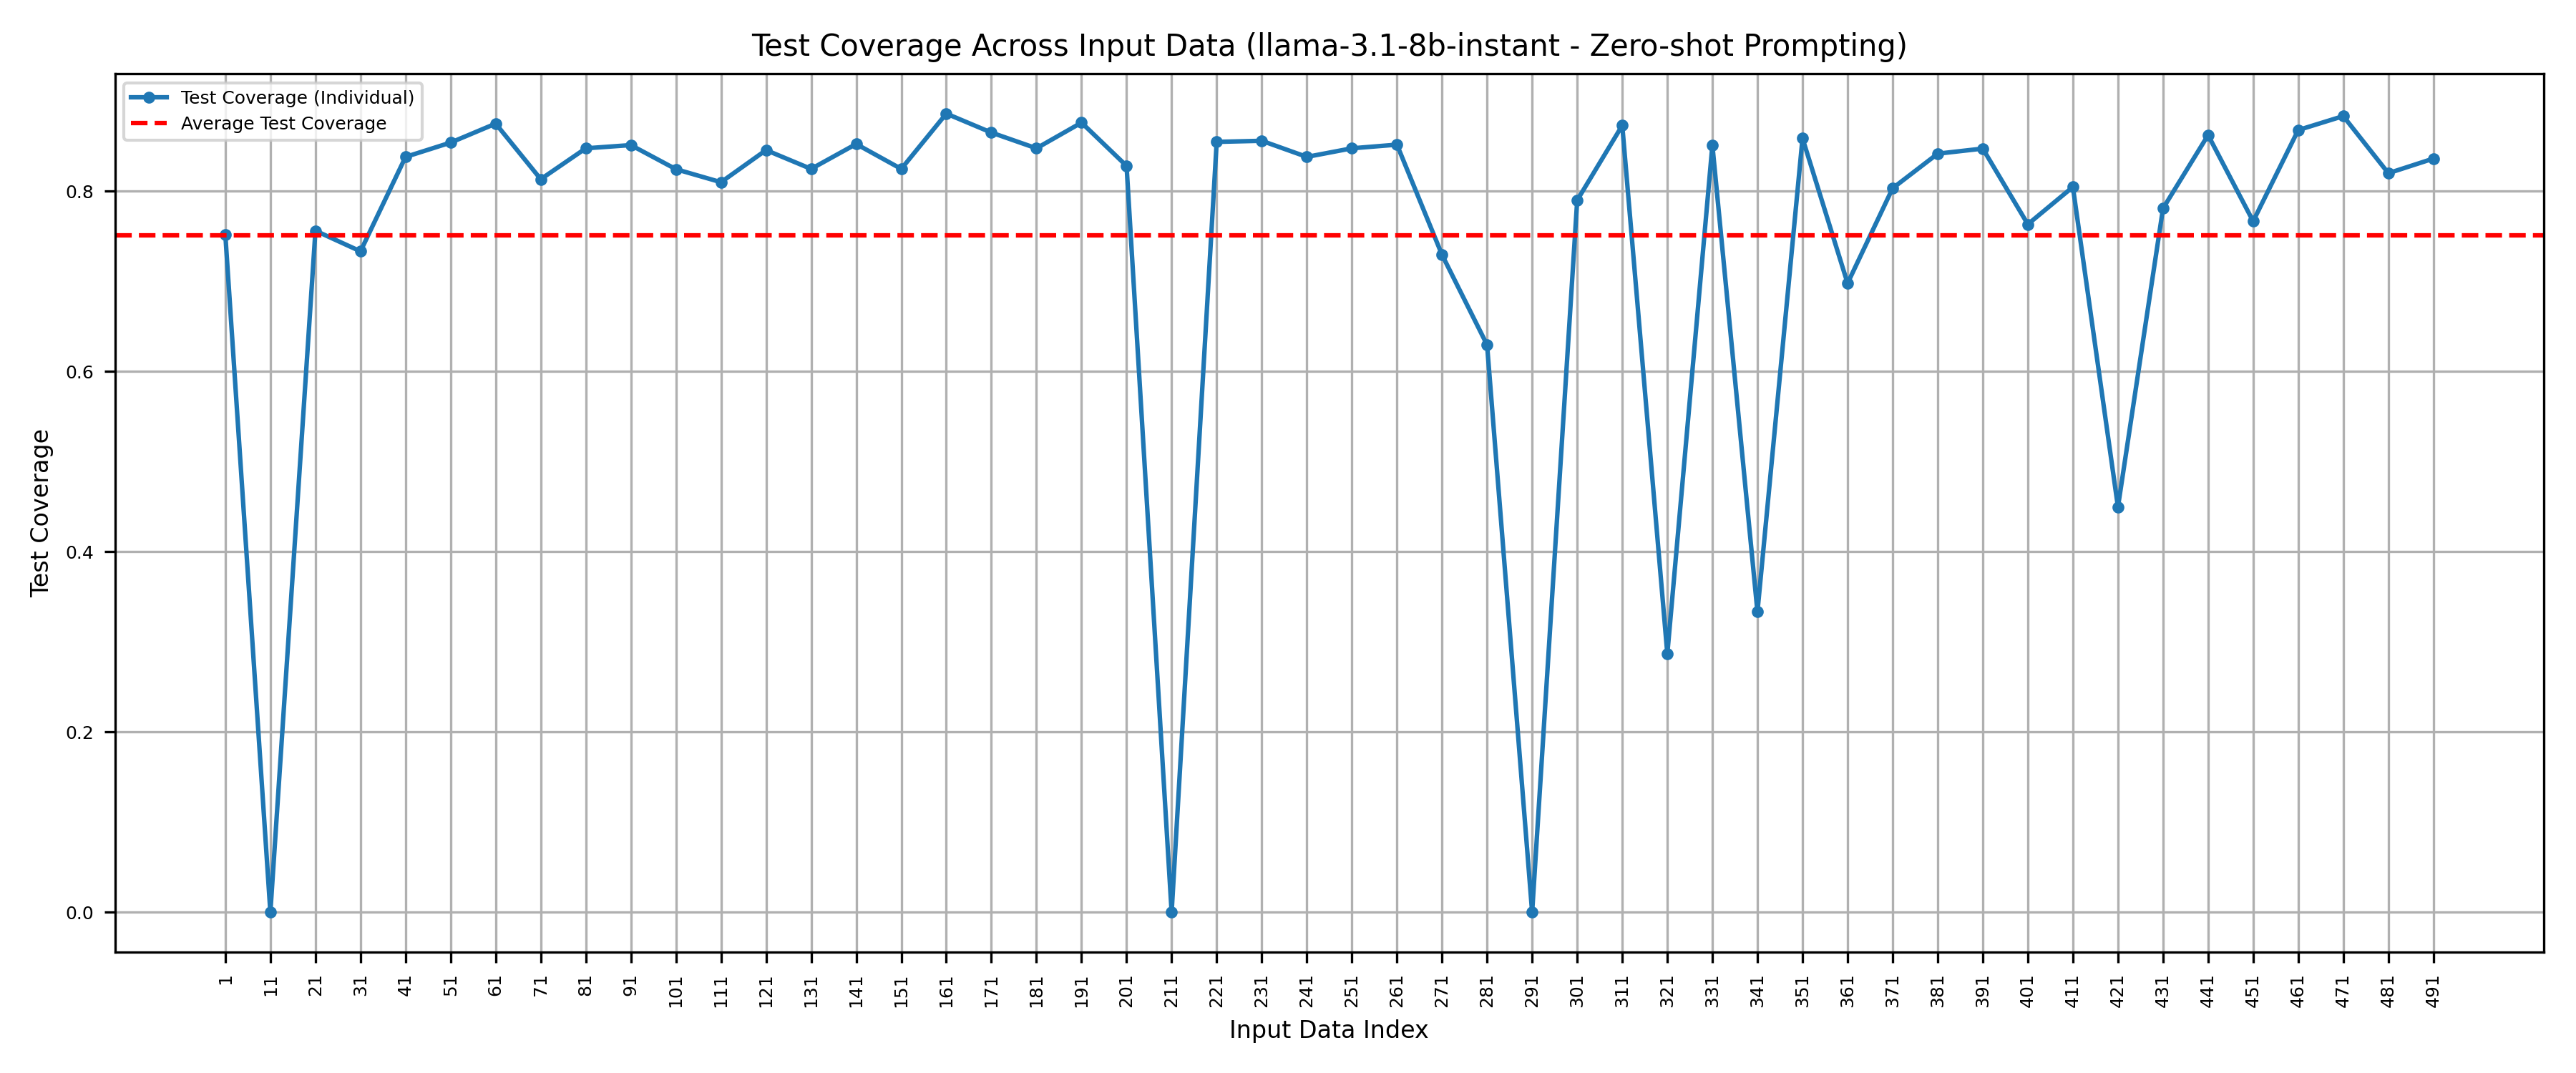 Test Coverage Across Input Data (llama-3.1-8b-instant - Zero-shot Prompting)
Test Coverage (Individual)
Average Test Coverage
Test Coverage
0.8
0.6
0.4
0.2
0.0
1 11 21 31 41 51 61 71 81 91 101 111 121 131 141 151 161 171 181 191 201 211 221 231 241 251 261 271 281 291 301 311 321 331 341 351 361 371 381 391 401 411 421 431 441 451 461 471 481 491
Input Data Index